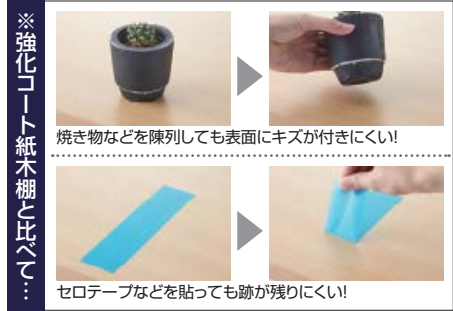 ※強化コート紙木棚と比べて…
焼き物などを陳列しても表面にキズが付きにくい!
セロテープなどを貼っても跡が残りにくい!